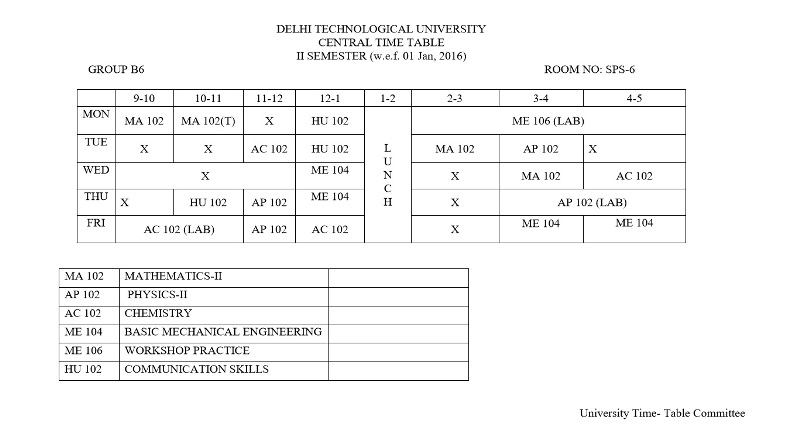 DELHI TECHNOLOGICAL UNIVERSITY
CENTRAL TIME TABLE
II SEMESTER (w.e.f. 01 Jan, 2016)
GROUP B6 ROOM NO: SPS-6
9-10 10-11 11-12 12-1 1-2 2-3 3-4 4-5
MON MA 102 MA 102(T) X HU 102 ME 106 (LAB)
TUE X X AC 102 HU 102 MA 102 AP 102 X
WED X ME 104 X MA 102 AC 102
THU X HU 102 AP 102 ME 104 X AP 102 (LAB)
FRI AC 102 (LAB) AP 102 AC 102 X ME 104 ME 104
L
U
N
C
H
MA 102 MATHEMATICS-II
AP 102 PHYSICS-II
AC 102 CHEMISTRY
ME 104 BASIC MECHANICAL ENGINEERING
ME 106 WORKSHOP PRACTICE
HU 102 COMMUNICATION SKILLS
University Time- Table Committee